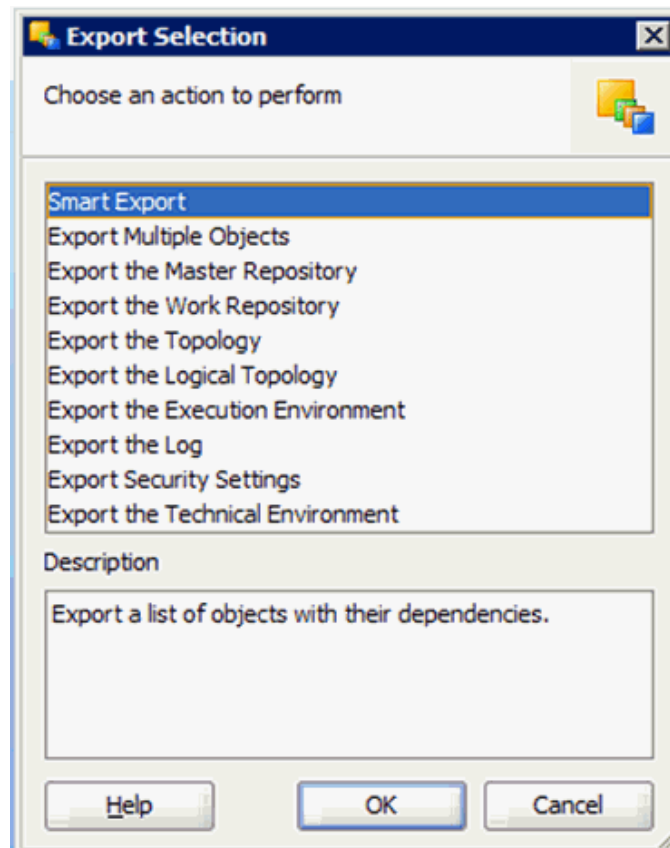 Export Selection
Choose an action to perform
Smart Export
Export Multiple Objects
Export the Master Repository
Export the Work Repository
Export the Topology
Export the Logical Topology
Export the Execution Environment
Export the Log
Export Security Settings
Export the Technical Environment
Description
Export a list of objects with their dependencies.
Help OK Cancel